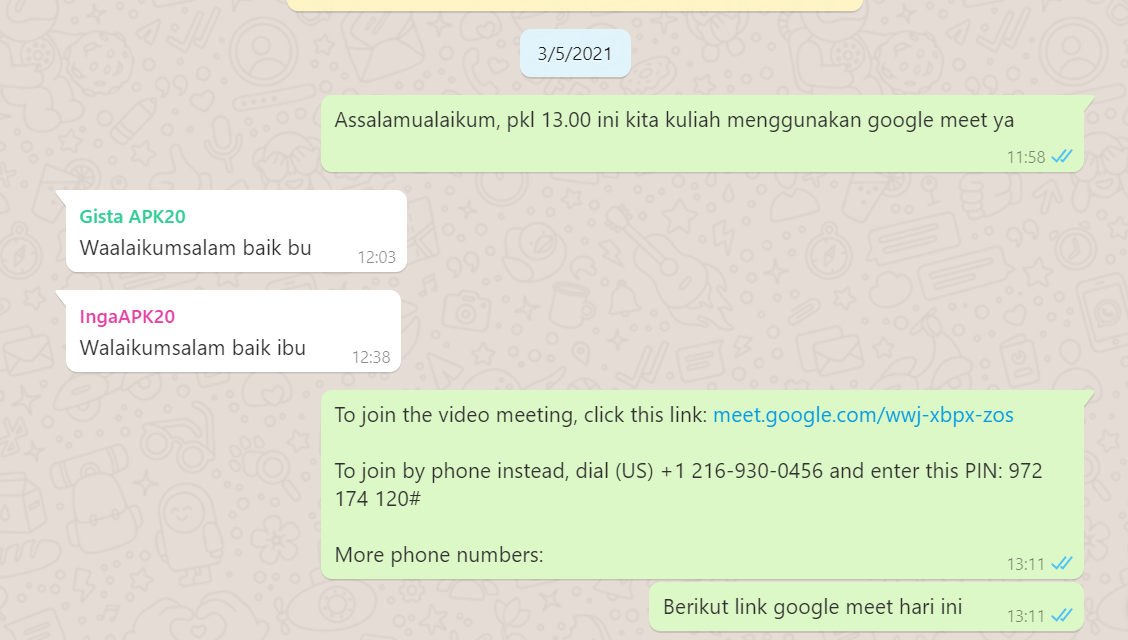 3/5/2021
Assalamualaikum, pkl 13.00 ini kita kuliah menggunakan google meet ya
11:58
Gista APK20
Waalaikumsalam baik bu
12:03
IngaAPK20
Walaikumsalam baik ibu
12:38
To join the video meeting, click this link: meet.google.com/wwj-xbpx-zos
To join by phone instead, dial (US) +1 216-930-0456 and enter this PIN: 972
174 120#
More phone numbers:
13:11
Berikut link google meet hari ini
13:11